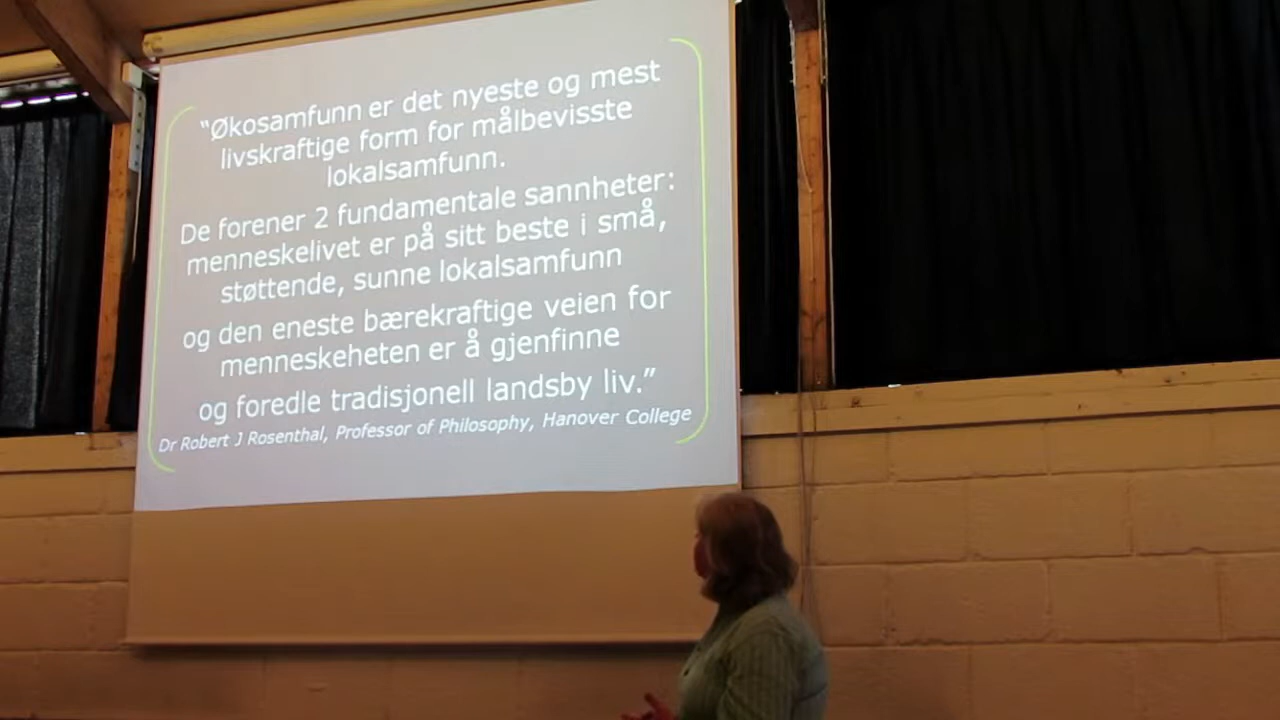 “Økosamfunn er det nyeste og mest
livskraftige form for målbevisste
lokalsamfunn.
De forener 2 fundamentale sannheter:
menneskelivet er på sitt beste i små,
støttende, sunne lokalsamfunn
og den eneste bærekraftige veien for
menneskeheten er å gjenfinne
og foredle tradisjonell landsby liv.”
Dr Robert J Rosenthal, Professor of Philosophy, Hanover College